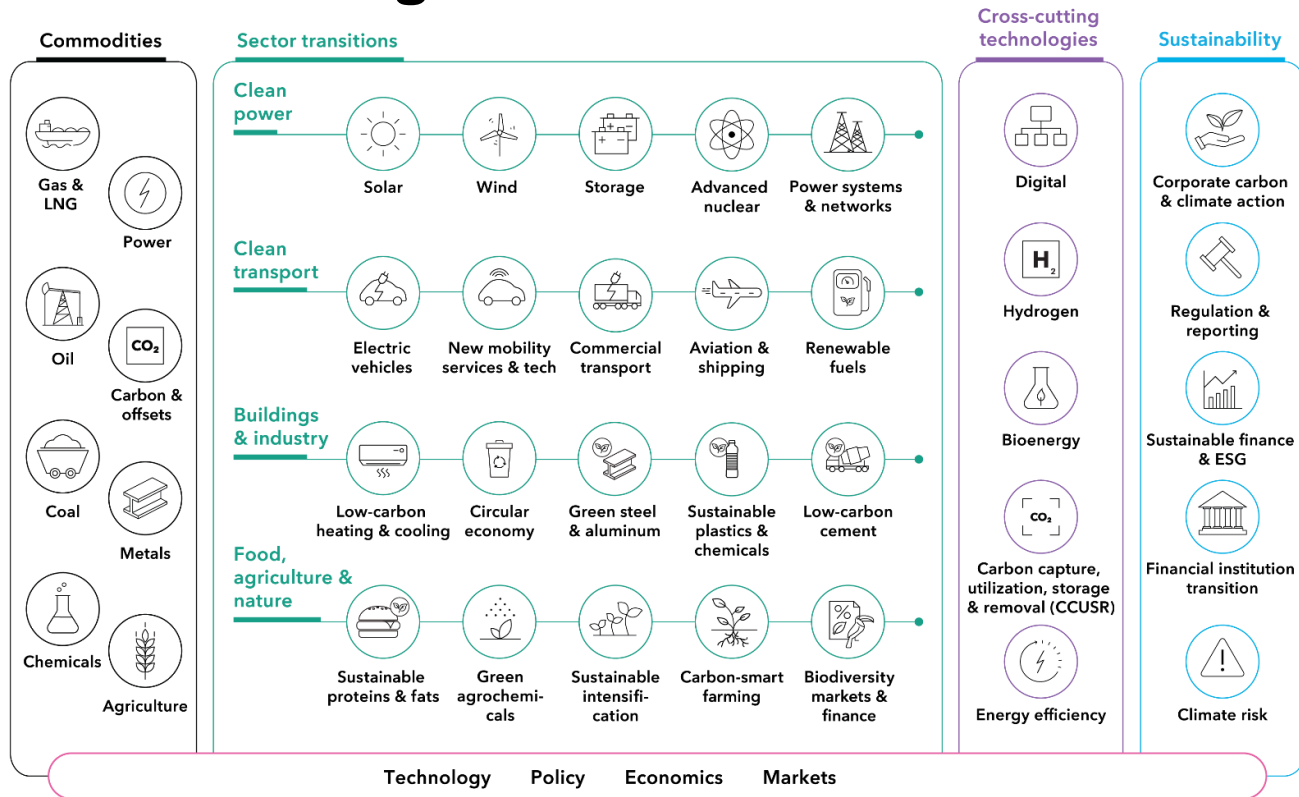 Commodities
Gas &
LNG
Power
Oil
CO₂
Carbon &
offsets
Coal
Metals
Chemicals
Agriculture
Sector transitions
Clean
power
Solar
Wind
Storage
Advanced
nuclear
Power systems
& networks
Clean
transport
Electric
vehicles
New mobility
services & tech
Commercial
transport
Aviation &
shipping
Renewable
fuels
Buildings
& industry
Low-carbon
heating & cooling
Circular
economy
Green steel
& aluminum
Sustainable
plastics &
chemicals
Low-carbon
cement
Food,
agriculture &
nature
Sustainable
proteins & fats
Green
agrochemi-
cals
Sustainable
intensifi-
cation
Carbon-smart
farming
Biodiversity
markets &
finance
Cross-cutting
technologies
Digital
H₂
Hydrogen
Bioenergy
CO₂
Carbon capture,
utilization, storage
& removal (CCUSR)
Energy efficiency
Sustainability
Corporate carbon
& climate action
Regulation &
reporting
Sustainable finance
& ESG
Financial institution
transition
Climate risk
Technology Policy Economics Markets